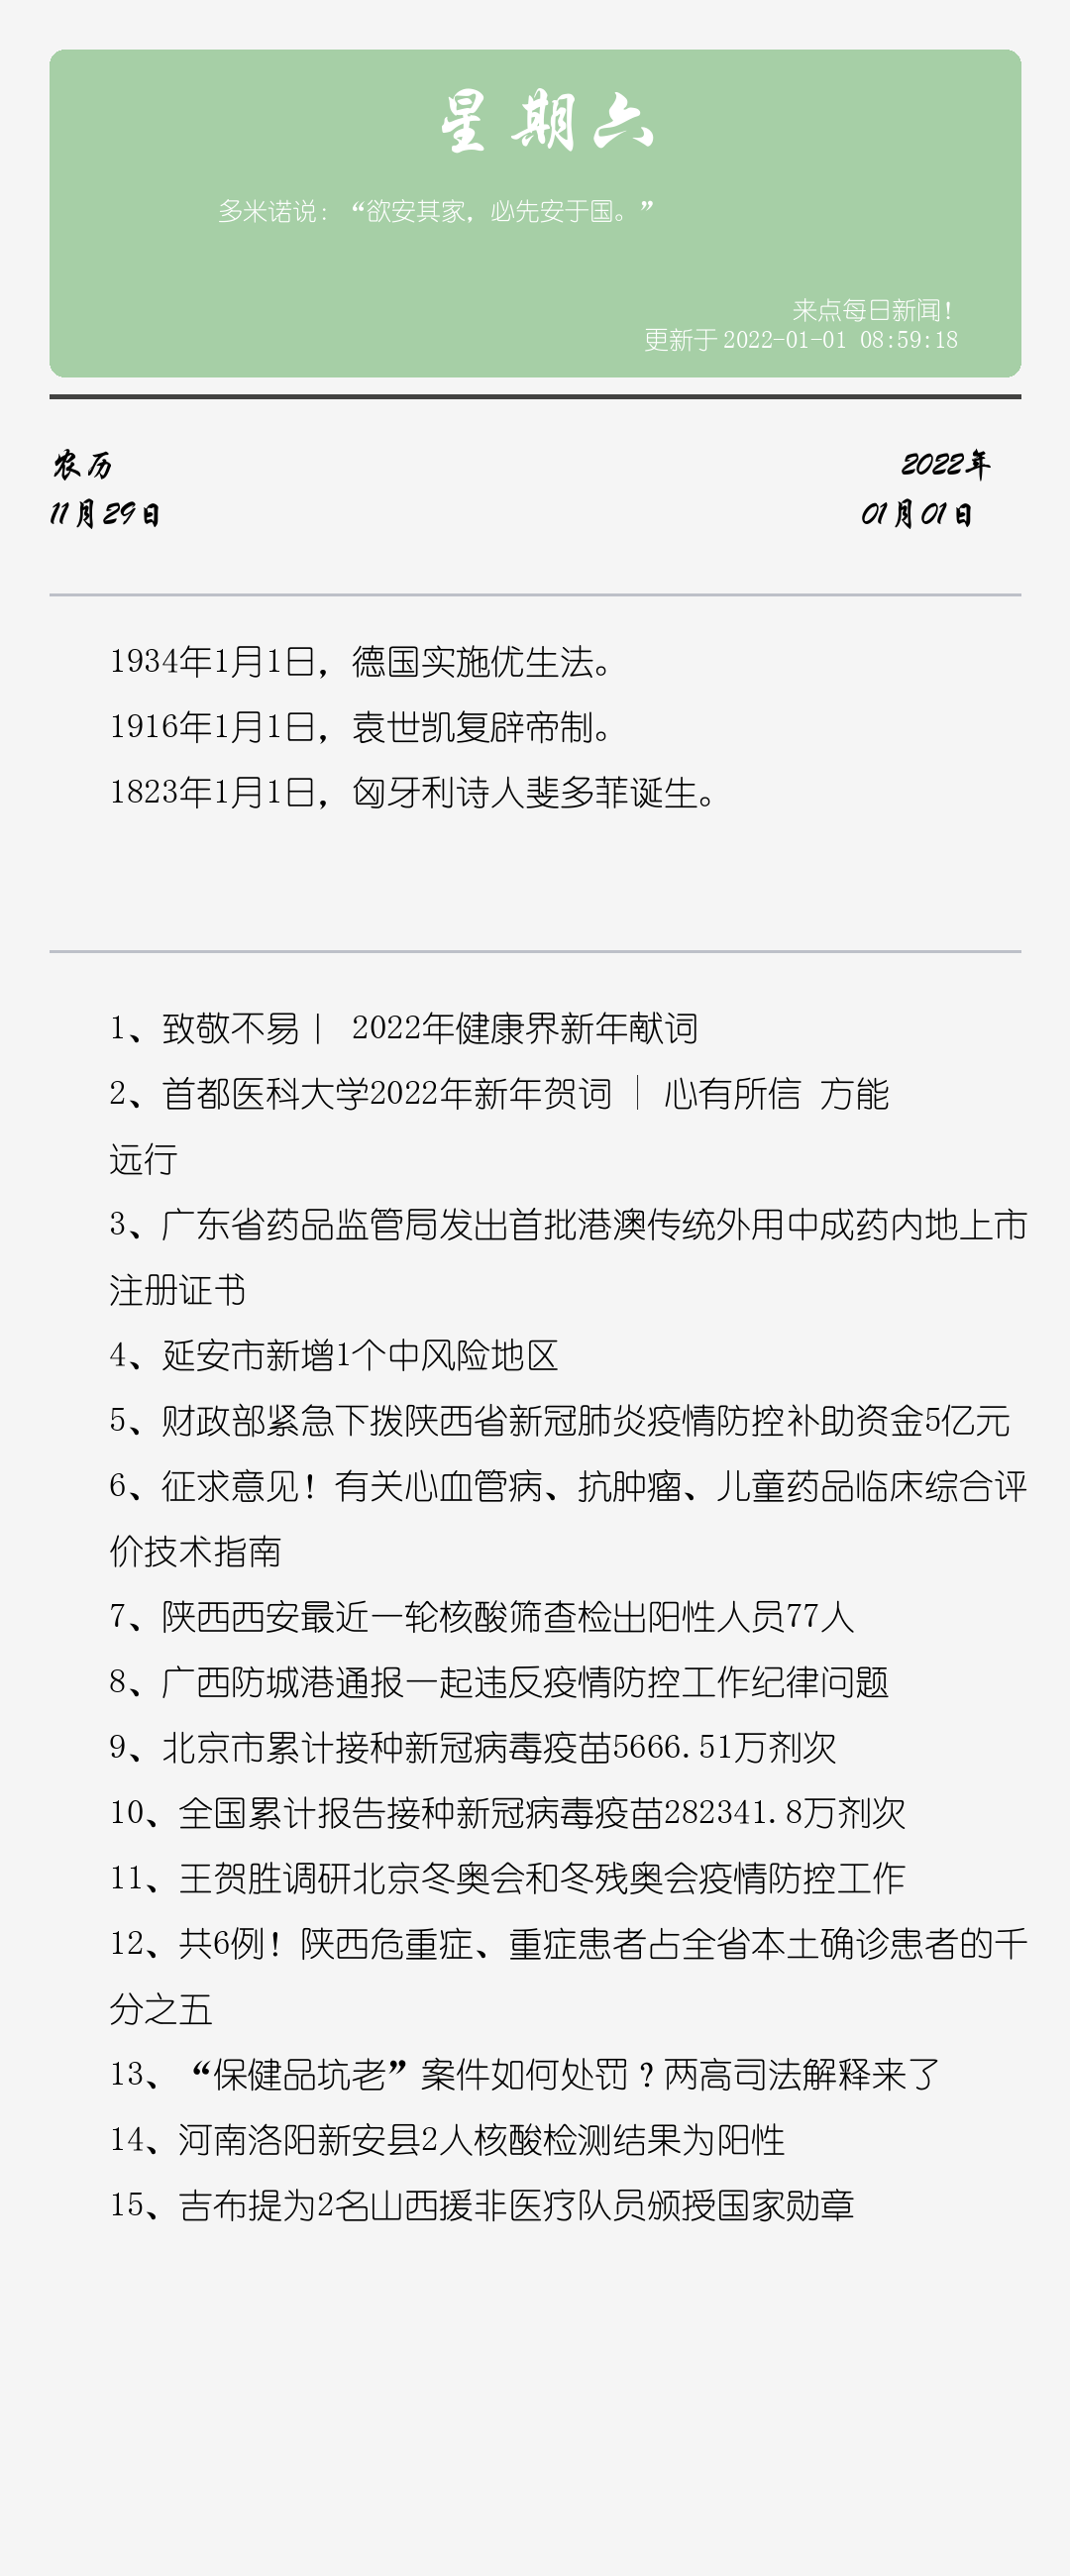 星期六
多米诺说：“欲安其家，必先安于国。”
来点每日新闻！
更新于 2022-01-01 08:59:18
农历
2022年
11月29日
01月01日
1934年1月1日，德国实施优生法。
1916年1月1日，袁世凯复辟帝制。
1823年1月1日，匈牙利诗人斐多菲诞生。
1、致敬不易｜ 2022年健康界新年献词
2、首都医科大学2022年新年贺词 │ 心有所信 方能
远行
3、广东省药品监管局发出首批港澳传统外用中成药内地上市
注册证书
4、延安市新增1个中风险地区
5、财政部紧急下拨陕西省新冠肺炎疫情防控补助资金5亿元
6、征求意见！有关心血管病、抗肿瘤、儿童药品临床综合评
价技术指南
7、陕西西安最近一轮核酸筛查检出阳性人员77人
8、广西防城港通报一起违反疫情防控工作纪律问题
9、北京市累计接种新冠病毒疫苗5666.51万剂次
10、全国累计报告接种新冠病毒疫苗282341.8万剂次
11、王贺胜调研北京冬奥会和冬残奥会疫情防控工作
12、共6例！陕西危重症、重症患者占全省本土确诊患者的千
分之五
13、“保健品坑老”案件如何处罚？两高司法解释来了
14、河南洛阳新安县2人核酸检测结果为阳性
15、吉布提为2名山西援非医疗队员颁授国家勋章